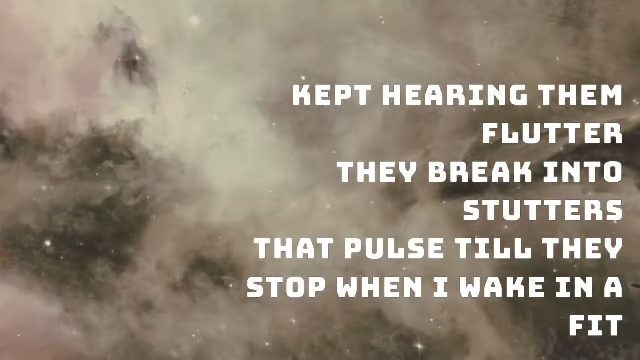 KEPT HEARING THEM
FLUTTER
THEY BREAK INTO
STUTTERS
THAT PULSE TILL THEY
STOP WHEN I WAKE IN A
FIT